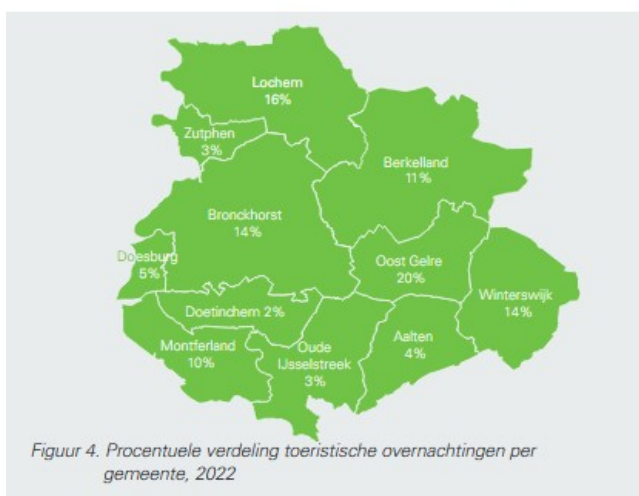 Lochem
16%
Zutphen
3%
Berkelland
11%
Bronckhorst
14%
Doesburg
5%
Oost Gelre
20%
Winterswijk
14%
Doetinchem 2%
Montferland
10%
Oude
IJsselstreek
3%
Aalten
4%
Figuur 4. Procentuele verdeling toeristische overnachtingen per
gemeente, 2022